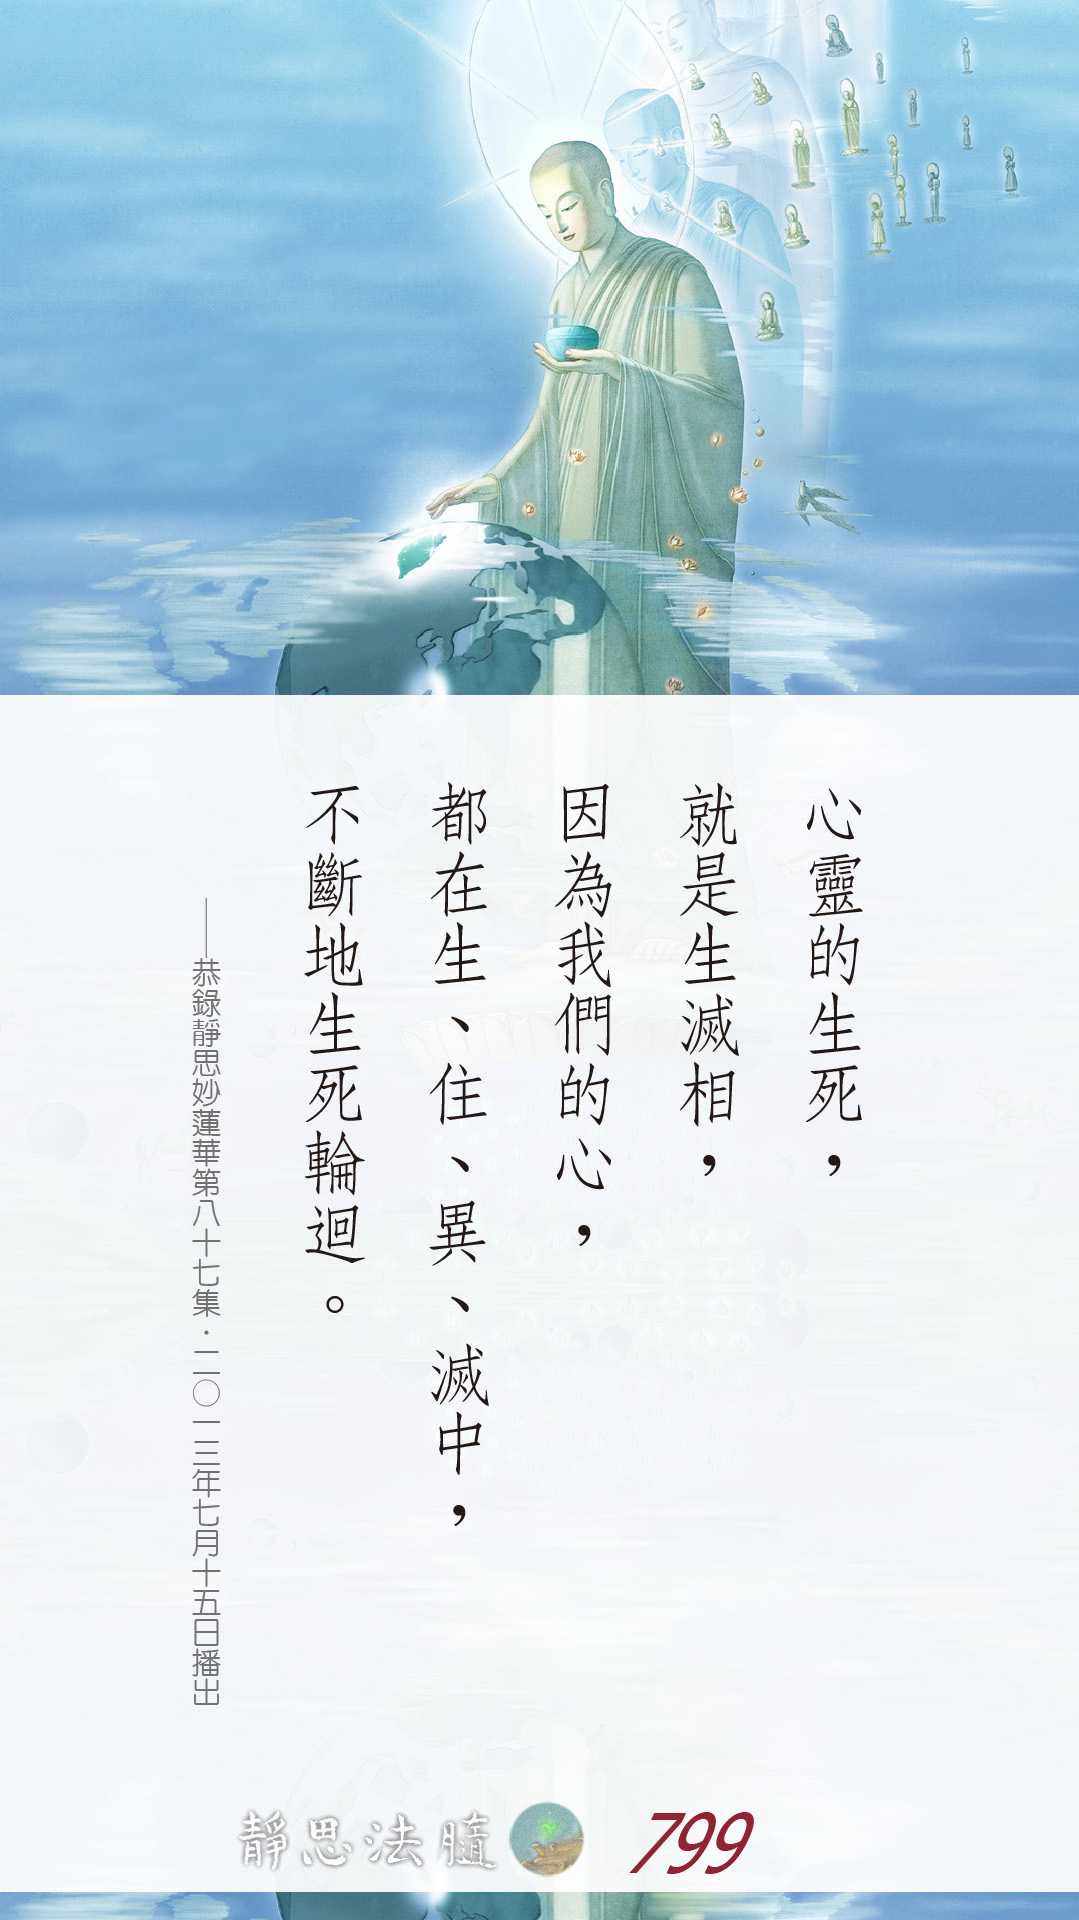 心靈的生死，
就是生滅相，
因為我們的心，
都在生、住、異、滅中，
不斷地生死輪迴。
——恭錄靜思妙蓮華第八十七集．二〇一三年七月十五日播出
靜思法髓
799